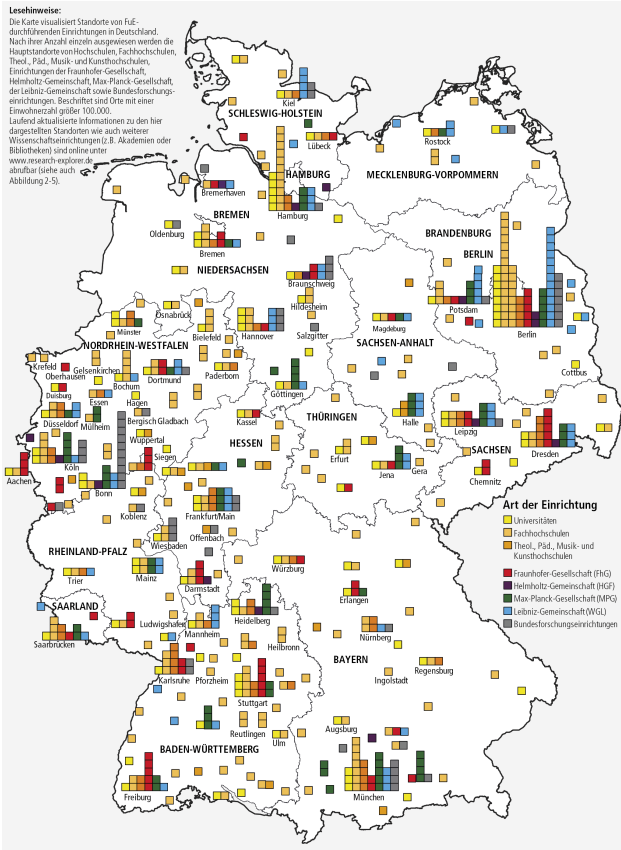 Lesehinweise:
Die Karte visualisiert Standorte von FuE-
durchführenden Einrichtungen in Deutschland.
Nach ihrer Anzahl einzeln ausgewiesen werden die
Hauptstandorte von Hochschulen, Fachhochschulen,
Theol., Päd., Musik- und Kunsthochschulen,
Einrichtungen der Fraunhofer-Gesellschaft,
Helmholtz-Gemeinschaft, Max-Planck-Gesellschaft,
der Leibniz-Gemeinschaft sowie Bundesforschungs-
einrichtungen. Beschriftet sind Orte mit einer
Einwohnerzahl größer 100.000.
Laufend aktualisierte Informationen zu den hier
dargestellten Standorten wie auch weiterer
Wissenschaftseinrichtungen (z.B. Akademien oder
Bibliotheken) sind online unter
www.research-explorer.de
abrufbar (siehe auch
Abbildung 2-5).
Kiel
SCHLESWIG-HOLSTEIN
Lübeck
Rostock
HAMBURG
MECKLENBURG-VORPOMMERN
Bremerhaven
Hamburg
BREMEN
Oldenburg
Bremen
BRANDENBURG
BERLIN
NIEDERSACHSEN
Braunschweig
Hildesheim
Potsdam
Osnabrück
Münster
Bielefeld
Hannover
Salzgitter
Magdeburg
Berlin
NORDRHEIN-WESTFALEN
SACHSEN-ANHALT
Krefeld
Oberhausen
Gelsenkirchen
Dortmund
Paderborn
Cottbus
Duisburg
Bochum
Essen
Hagen
Göttingen
Düsseldorf
Mülheim
Bergisch Gladbach
Kassel
THÜRINGEN
Halle
Leipzig
Wuppertal
HESSEN
Erfurt
SACHSEN
Dresden
Köln
Siegen
Jena
Gera
Aachen
Bonn
Chemnitz
Koblenz
Frankfurt/Main
Art der Einrichtung
Universitäten
Fachhochschulen
Theol., Päd., Musik- und
Kunsthochschulen
Fraunhofer-Gesellschaft (FhG)
Helmholtz-Gemeinschaft (HGF)
Max-Planck-Gesellschaft (MPG)
Leibniz-Gemeinschaft (WGL)
Bundesforschungseinrichtungen
Wiesbaden
Offenbach
RHEINLAND-PFALZ
Trier
Mainz
Würzburg
Darmstadt
Erlangen
SAARLAND
Ludwigshafen
Mannheim
Heidelberg
Nürnberg
Saarbrücken
Heilbronn
BAYERN
Karlsruhe
Pforzheim
Ingolstadt
Regensburg
Stuttgart
Reutlingen
Ulm
Augsburg
BADEN-WÜRTTEMBERG
Freiburg
München